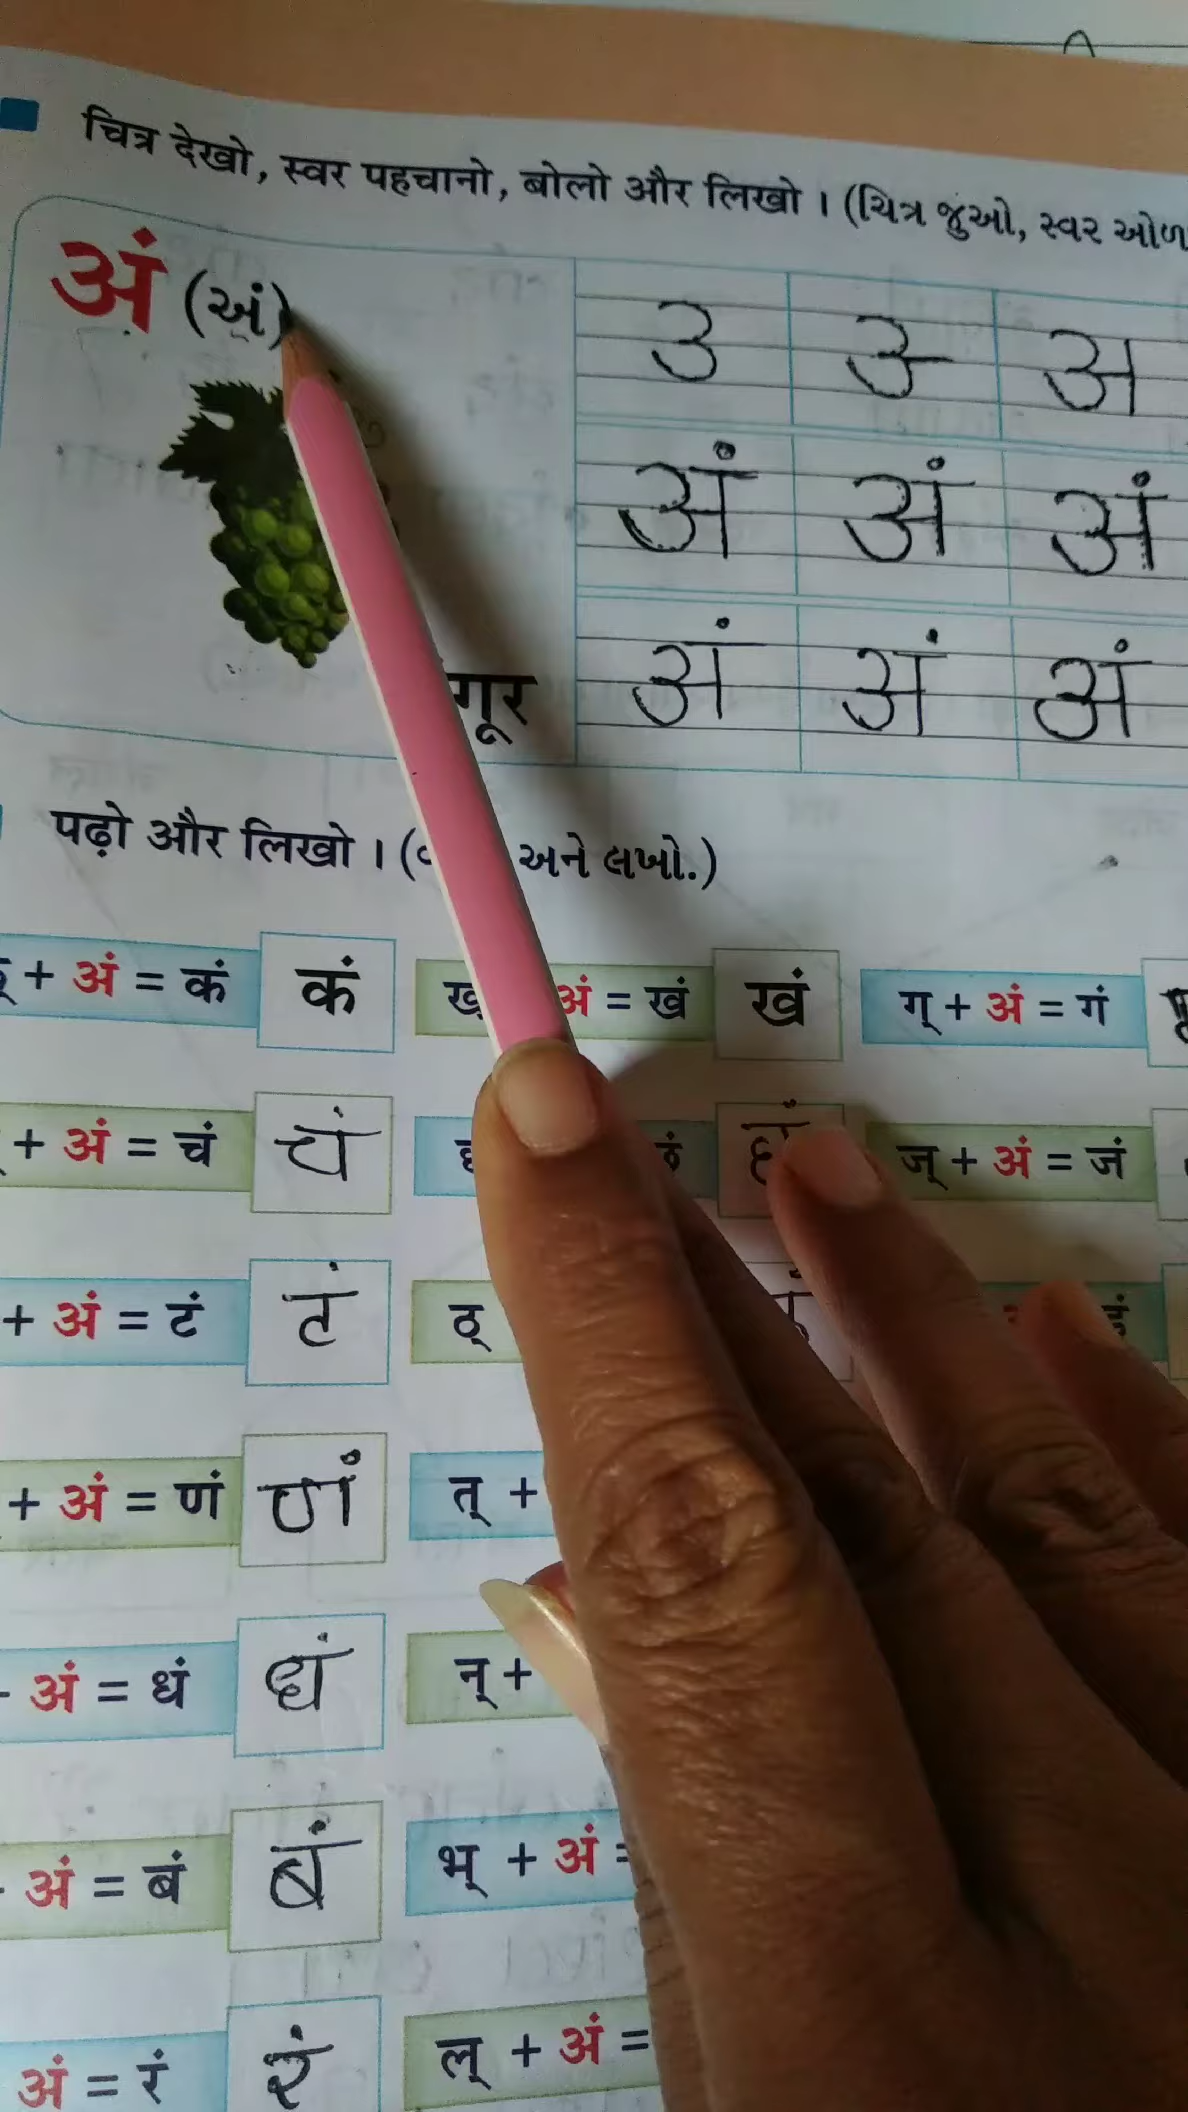 चित्र देखो, स्वर पहचानो, बोलो और लिखो । (ચિત્ર જુઓ, સ્વર
अं (અં)
उ उ- अ
अं अं अं
अं अं अं
पढ़ो और लिखो । ( અને લખો.)
+ अं = कं कं ख् अं = खं खं ग् + अं = गं
+ अं = चं चं ज् + अं = जं
+ अं = टं टं ठ्
+ अं = णं णं त् +
अं = धं धं न् +
अं = बं बं भ् + अं =
अं = रं रं ल् + अं =